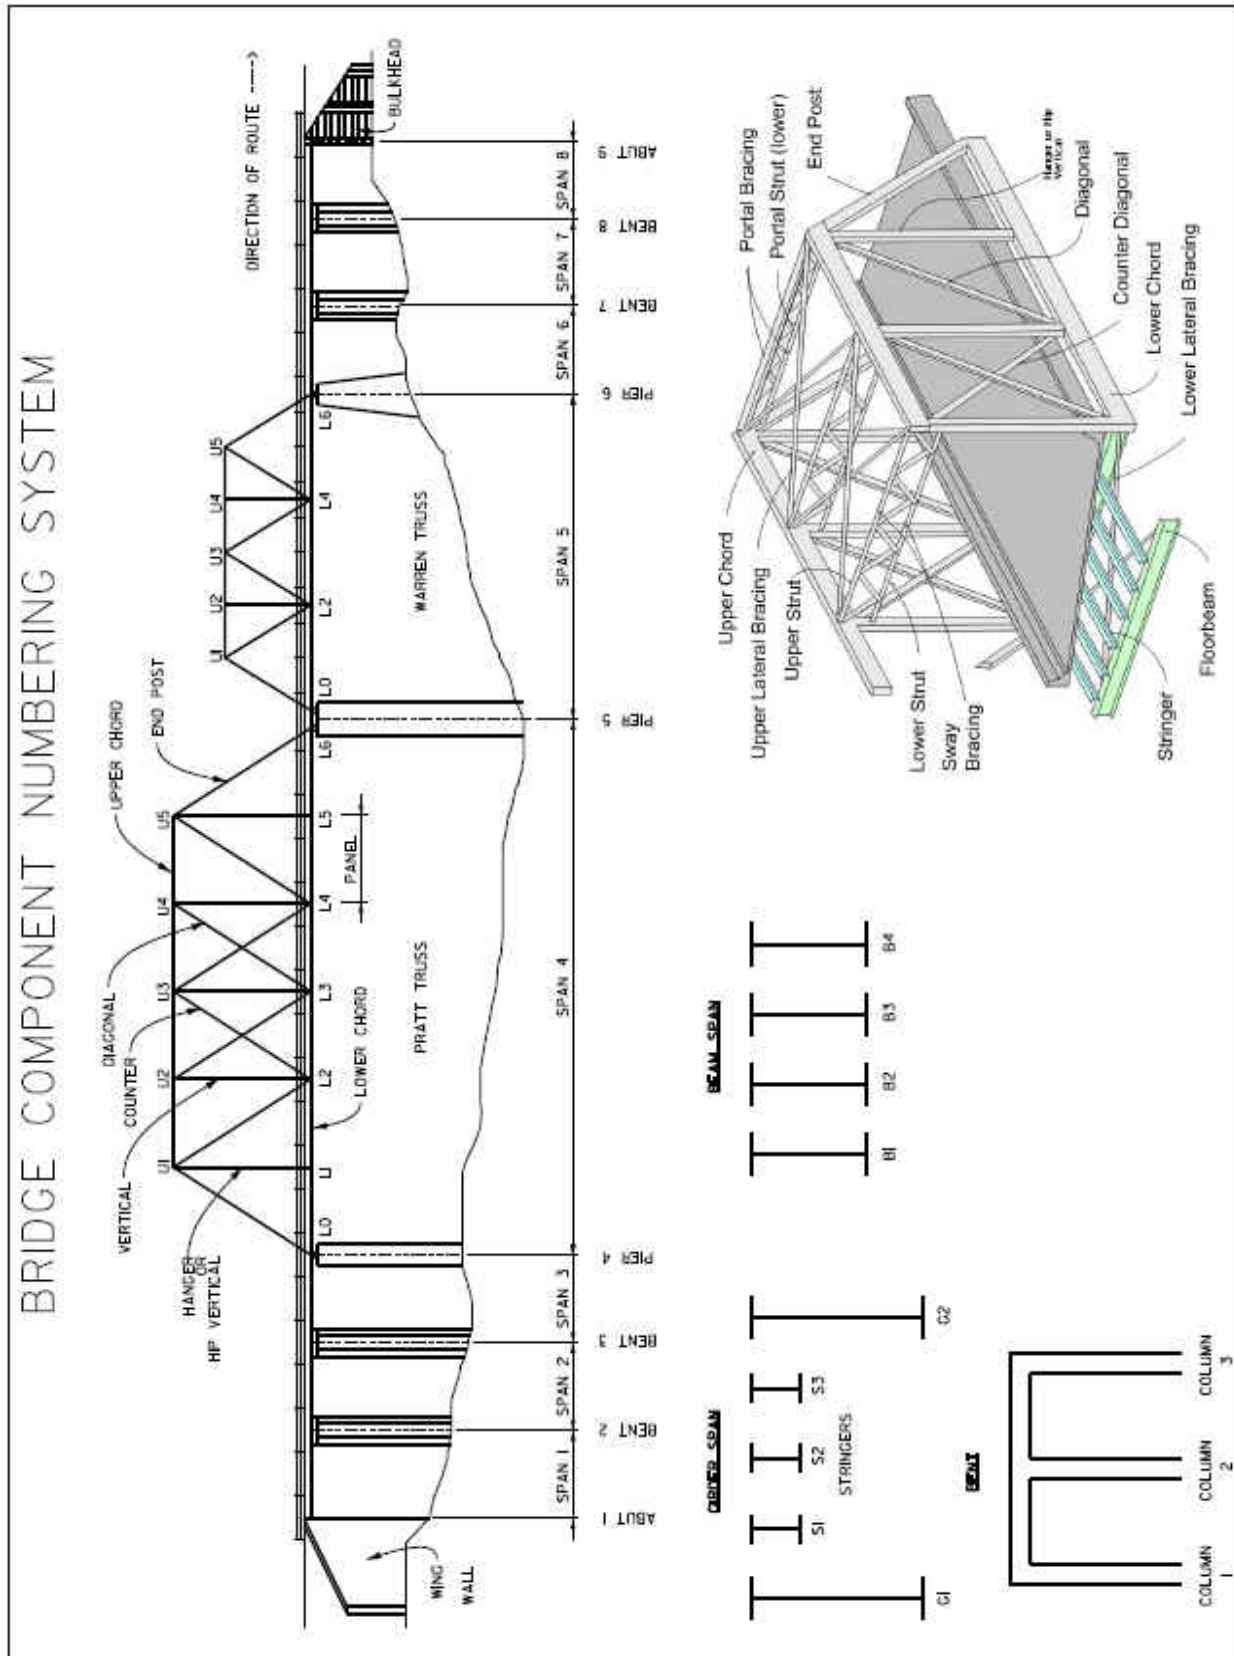 BRIDGE COMPONENT NUMBERING SYSTEM
DIRECTION OF ROUTE ---->
UPPER CHORD
END POST
DIAGONAL
COUNTER
VERTICAL
HANGER
OR
HIP VERTICAL
U1
U2
U3
U4
U5
U1
U2
U3
U4
U5
L0
L1
L2
L3
L4
L5
L6
L0
L2
L4
L6
PANEL
LOWER CHORD
WING
WALL
PRATT TRUSS
WARREN TRUSS
BULKHEAD
SPAN 1
SPAN 2
SPAN 3
SPAN 4
SPAN 5
SPAN 6
SPAN 7
SPAN 8
ABUT 1
BENT 2
BENT 3
PIER 4
PIER 5
PIER 6
BENT 7
BENT 8
ABUT 9
GIRDER SPAN
G1
S1
S2
S3
G2
STRINGERS
BEAM SPAN
B1
B2
B3
B4
BENT
COLUMN
1
COLUMN
2
COLUMN
3
Upper Chord
Upper Lateral Bracing
Upper Strut
Lower Strut
Sway
Bracing
Portal Bracing
Portal Strut (lower)
End Post
Hanger or Hip
Vertical
Diagonal
Counter Diagonal
Lower Chord
Lower Lateral Bracing
Stringer
Floorbeam